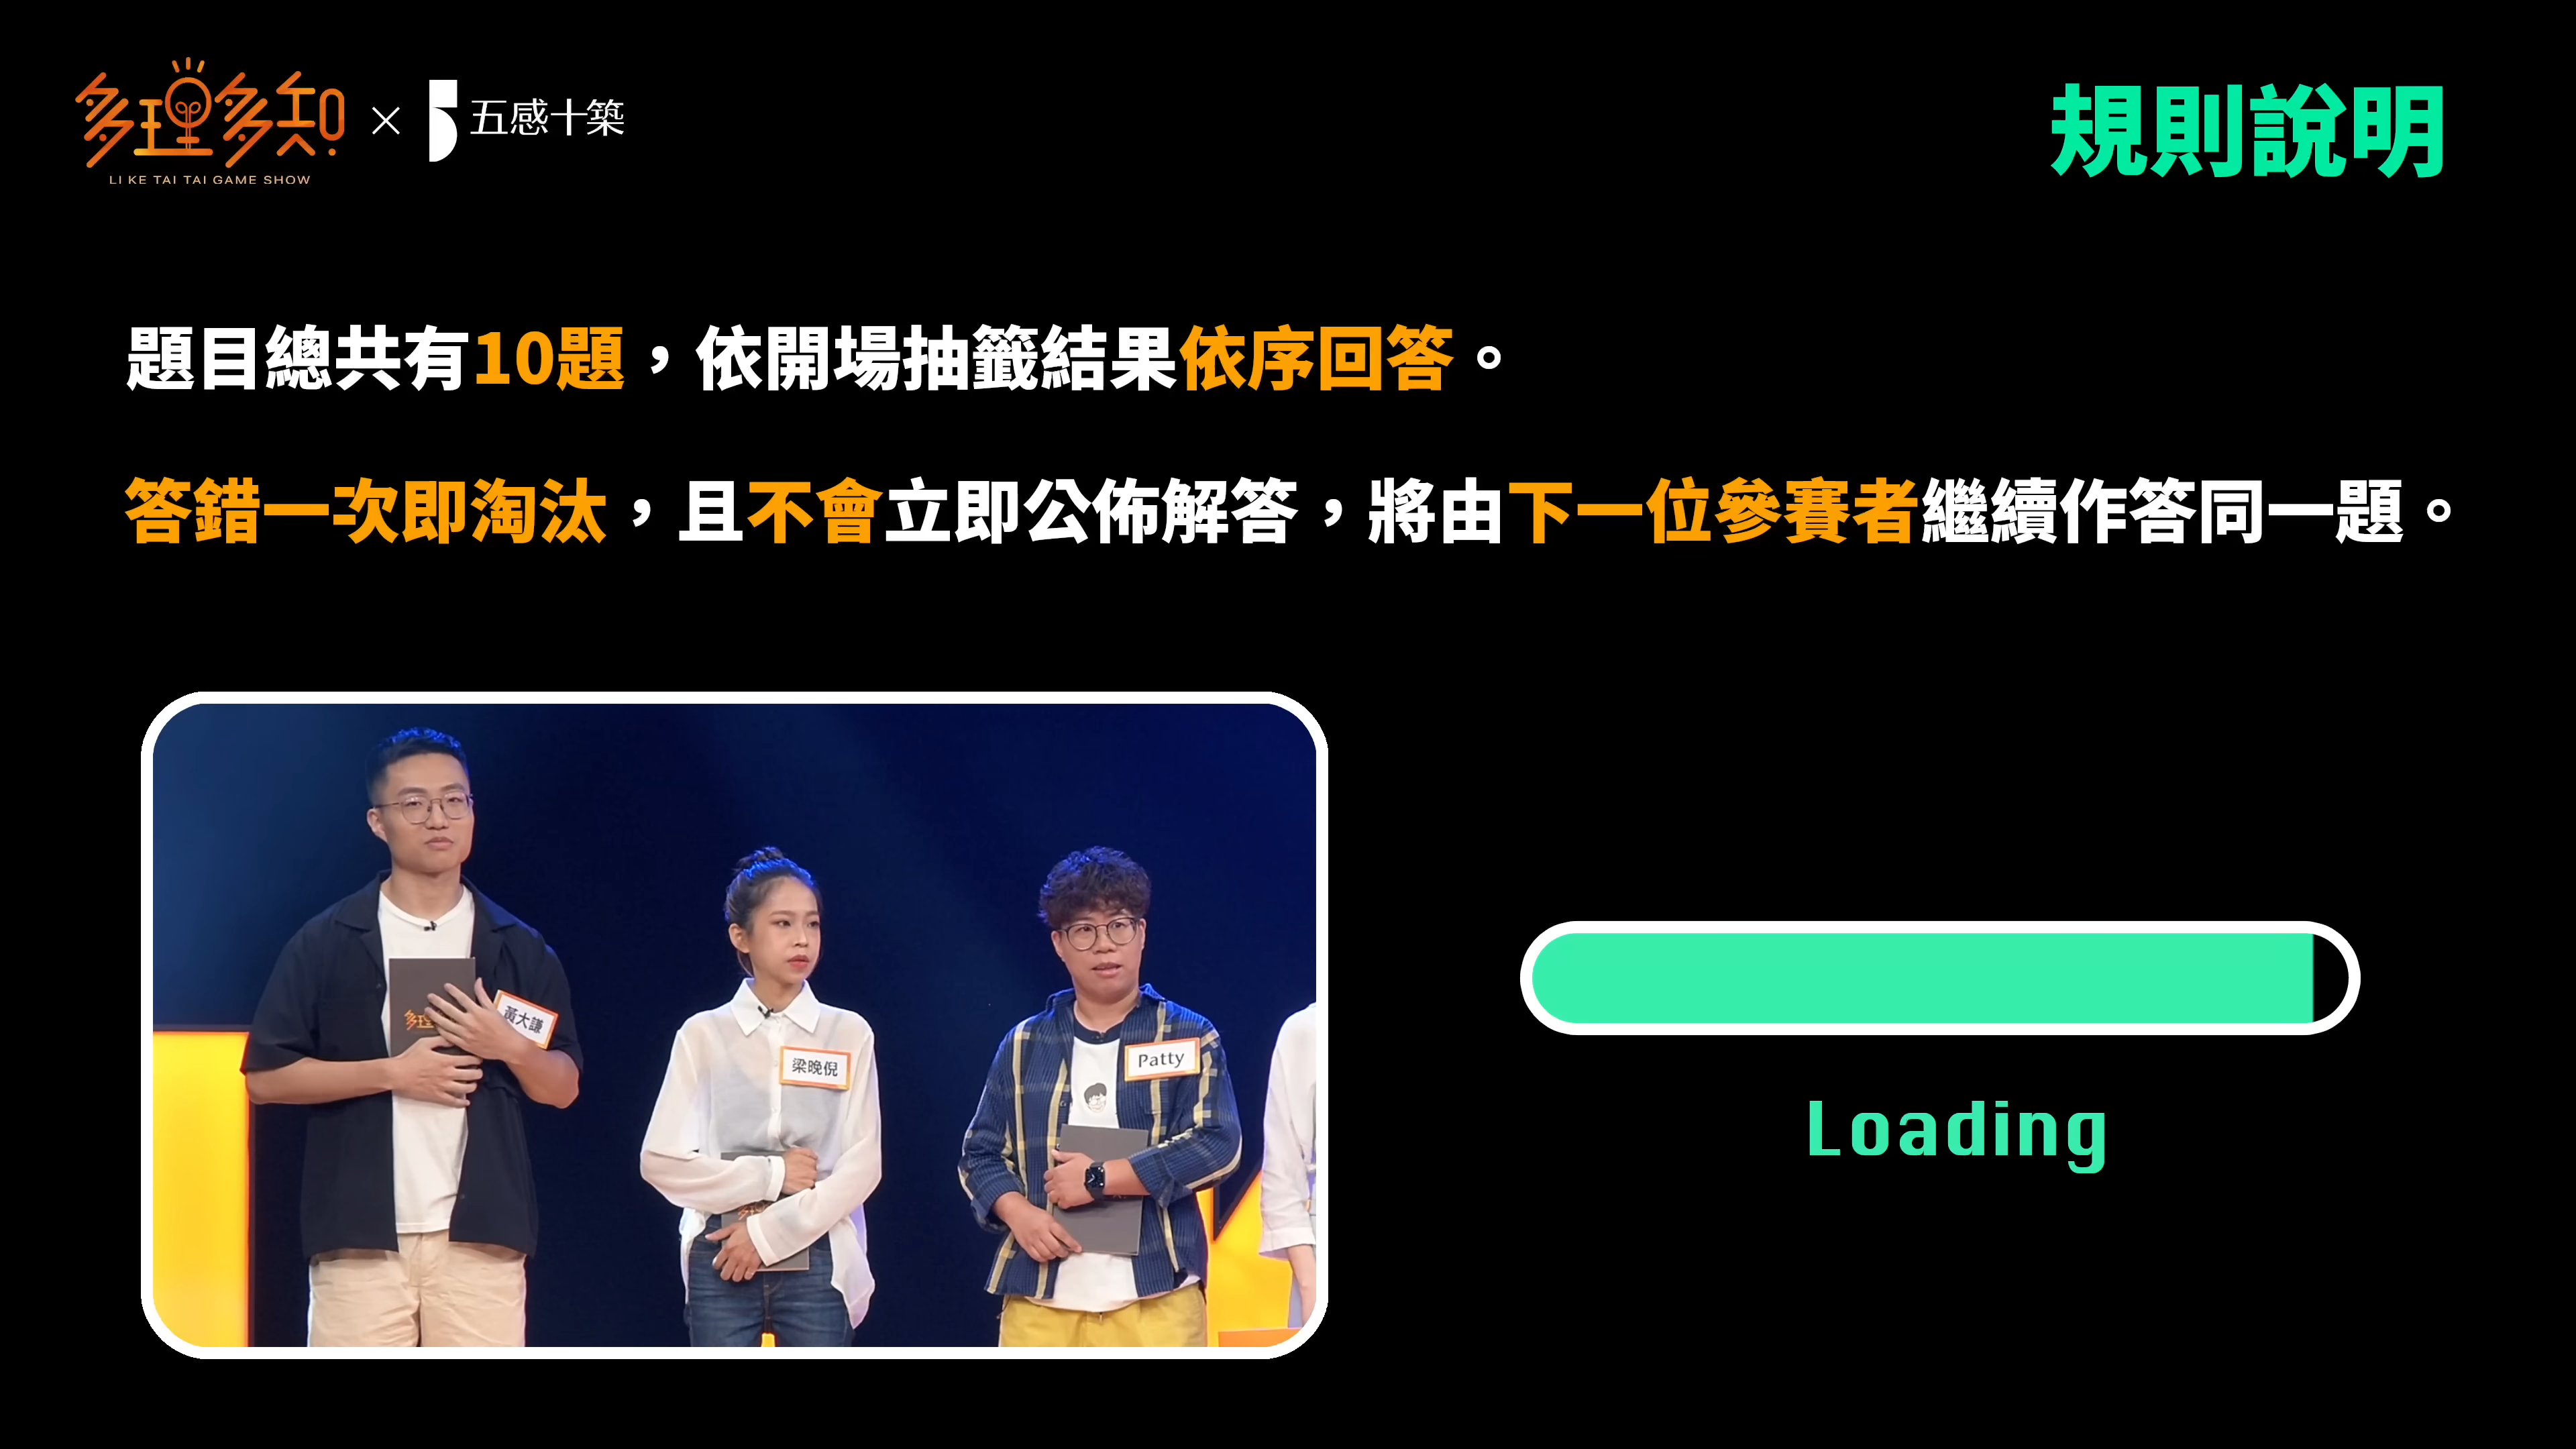 多理多知
LI KE TAI TAI GAME SHOW
×
五感十築
規則說明
題目總共有10題，依開場抽籤結果依序回答。
答錯一次即淘汰，且不會立即公佈解答，將由下一位參賽者繼續作答同一題。
多理
黃大謙
梁晚倪
Patty
Loading